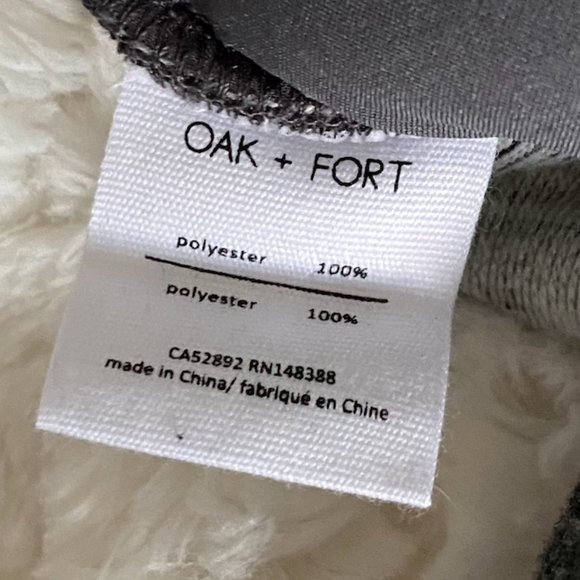 OAK + FORT
polyester 100%
polyester 100%
CA52892 RN148388
made in China/ fabriqué en Chine